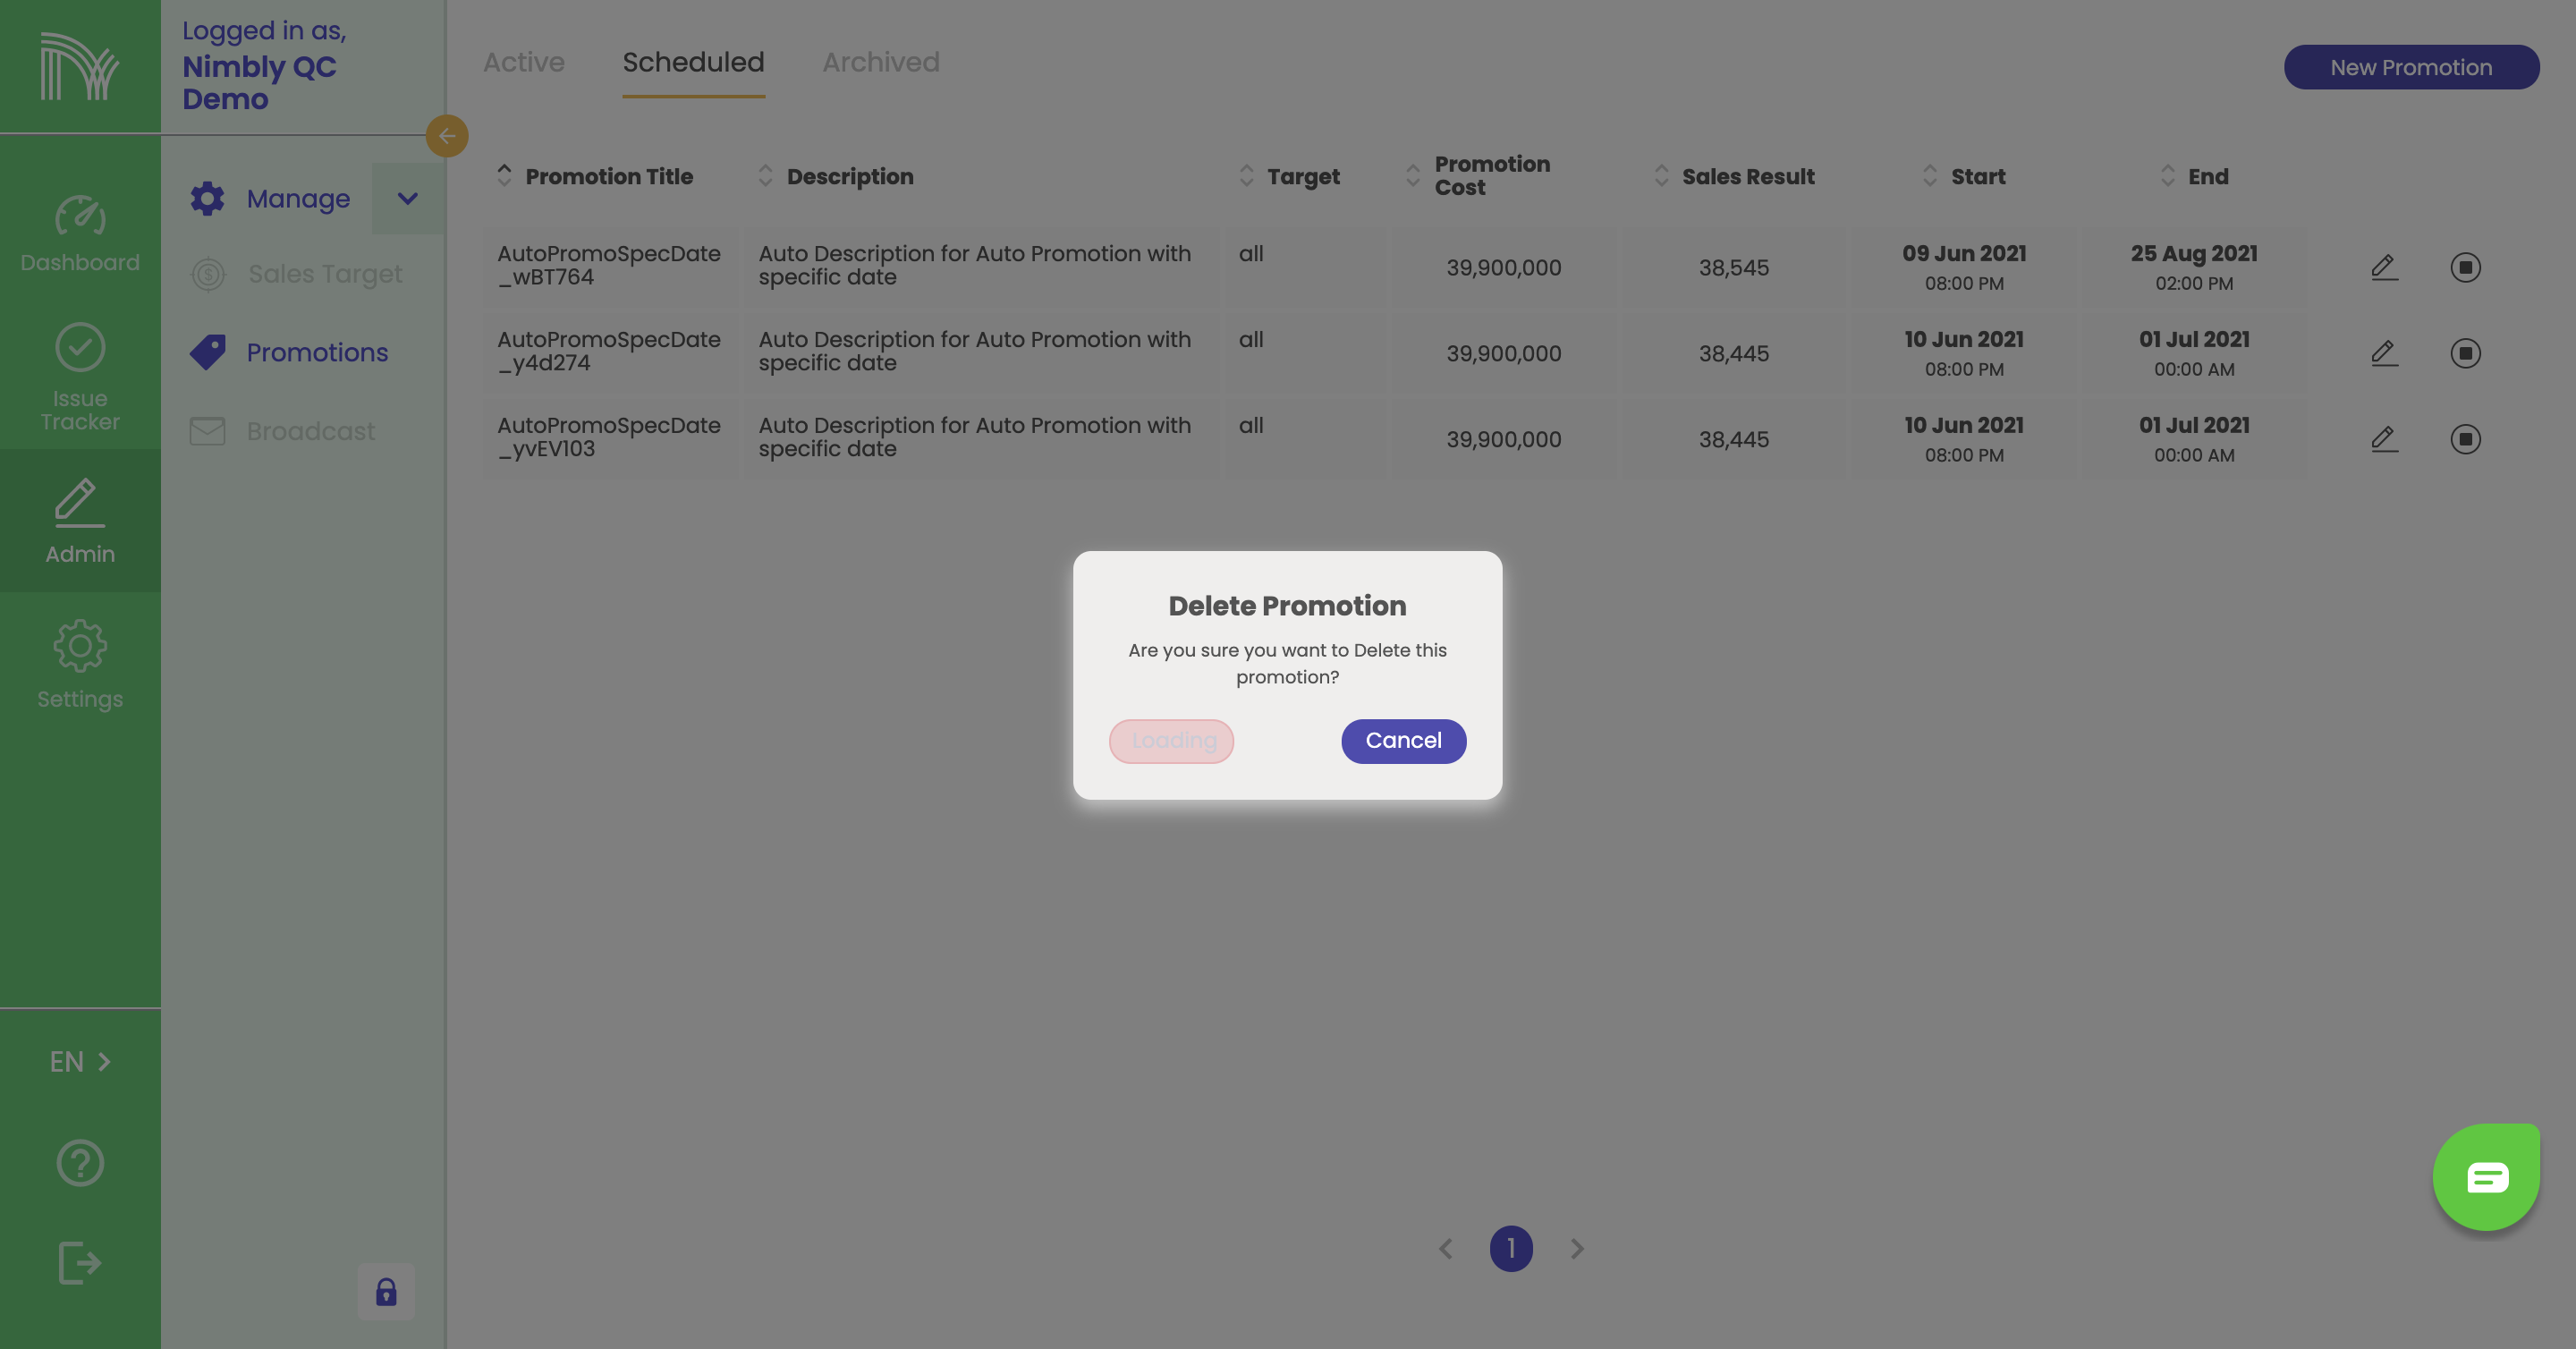 Logged in as,
Nimbly QC
Demo
Dashboard
Issue
Tracker
Admin
Settings
EN
Manage
Sales Target
Promotions
Broadcast
Active Scheduled Archived
New Promotion
Promotion Title Description Target Promotion Cost Sales Result Start End
AutoPromoSpecDate Auto Description for Auto Promotion with all 39,900,000 38,545 09 Jun 2021 25 Aug 2021
_wBT764 specific date 08:00 PM 02:00 PM
AutoPromoSpecDate Auto Description for Auto Promotion with all 39,900,000 38,445 10 Jun 2021 01 Jul 2021
_y4d274 specific date 08:00 PM 00:00 AM
AutoPromoSpecDate Auto Description for Auto Promotion with all 39,900,000 38,445 10 Jun 2021 01 Jul 2021
_yvEV103 specific date 08:00 PM 00:00 AM
Delete Promotion
Are you sure you want to Delete this
promotion?
Loading Cancel
1